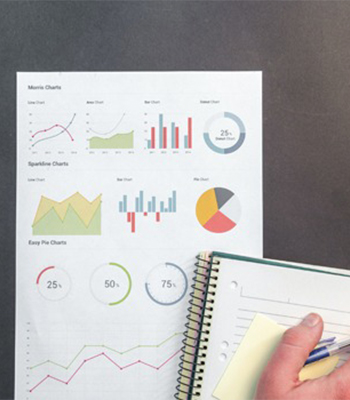 Morris Charts
Line Chart Area Chart Bar Chart Donut Chart
25%
Sparkline Charts
Line Chart Bar Chart Pie Chart
Easy Pie Charts
25% 50% 75%